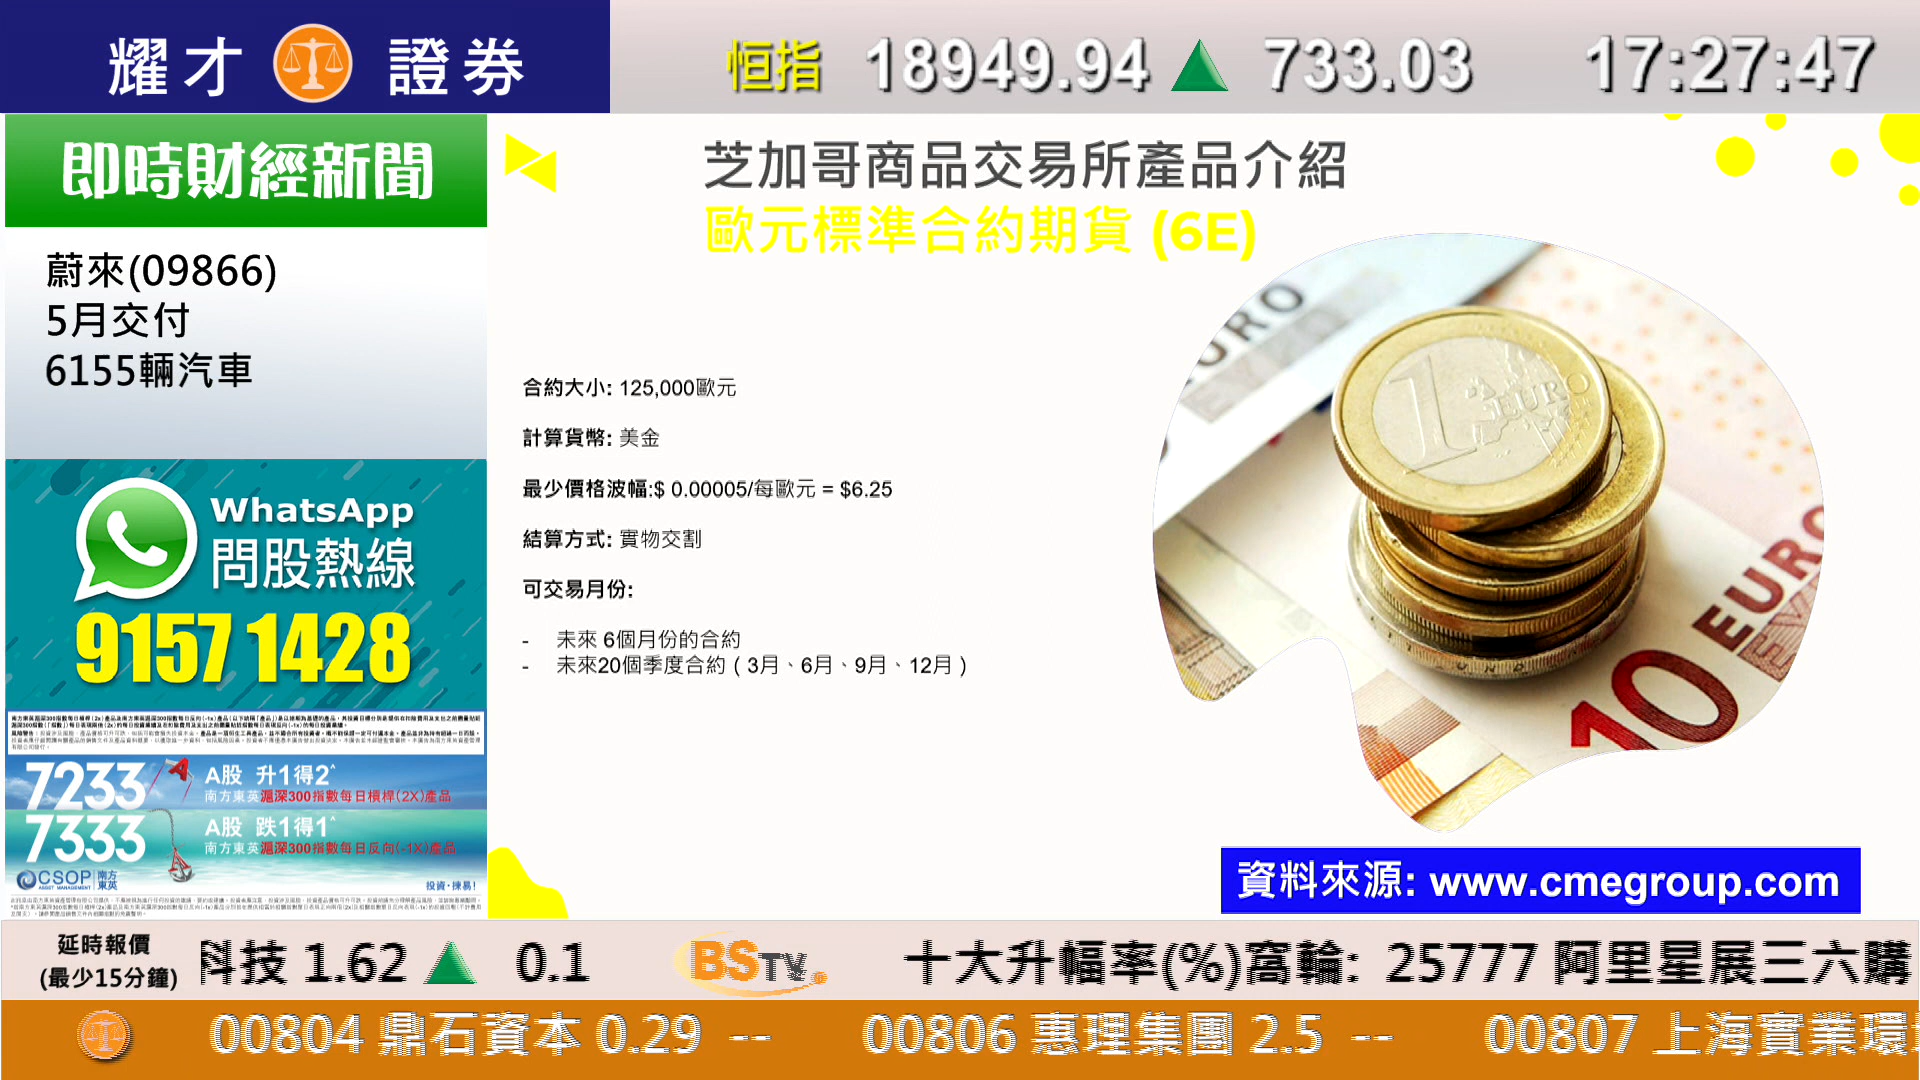 耀才 證券
恒指 18949.94 733.03 17:27:47
即時財經新聞
蔚來(09866)
5月交付
6155輛汽車
WhatsApp
問股熱線
9157 1428
7233
A股 升1得2^
南方東英滬深300指數每日槓桿(2X)產品
7333
A股 跌1得1^
南方東英滬深300指數每日反向(-1X)產品
CSOP 南方東英
ASSET MANAGEMENT
投資·揀易!
芝加哥商品交易所產品介紹
歐元標準合約期貨 (6E)
合約大小: 125,000歐元
計算貨幣: 美金
最少價格波幅:$ 0.00005/每歐元 = $6.25
結算方式: 實物交割
可交易月份:
- 未來 6個月份的合約
- 未來20個季度合約 ( 3月、6月、9月、12月 )
EURO
1 EURO
EURO
10
資料來源: www.cmegroup.com
延時報價
(最少15分鐘)
科技 1.62 0.1 BSTV 十大升幅率(%)窩輪: 25777 阿里星展三六購
00804 鼎石資本 0.29 -- 00806 惠理集團 2.5 -- 00807 上海實業環